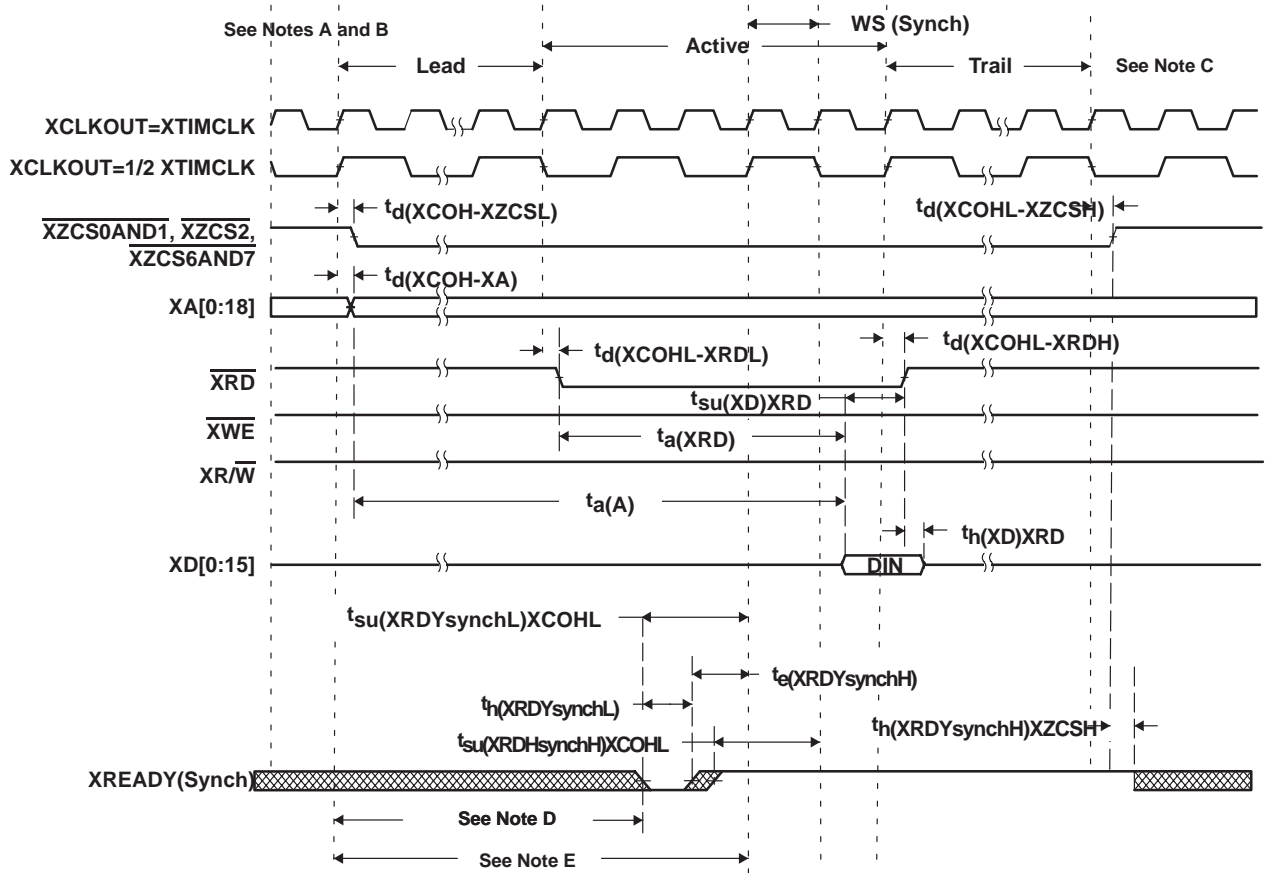 See Notes A and B
WS (Synch)
Active
Lead
Trail
See Note C
XCLKOUT=XTIMCLK
XCLKOUT=1/2 XTIMCLK
td(XCOH-XZCSL)
td(XCOHL-XZCSH)
XZCS0AND1, XZCS2,
XZCS6AND7
td(XCOH-XA)
XA[0:18]
td(XCOHL-XRDL)
td(XCOHL-XRDH)
XRD
tsu(XD)XRD
XWE
ta(XRD)
XR/W
ta(A)
th(XD)XRD
XD[0:15]
DIN
tsu(XRDYsynchL)XCOHL
te(XRDYsynchH)
th(XRDYsynchL)
th(XRDYsynchH)XZCSH
tsu(XRDHsynchH)XCOHL
XREADY(Synch)
See Note D
See Note E